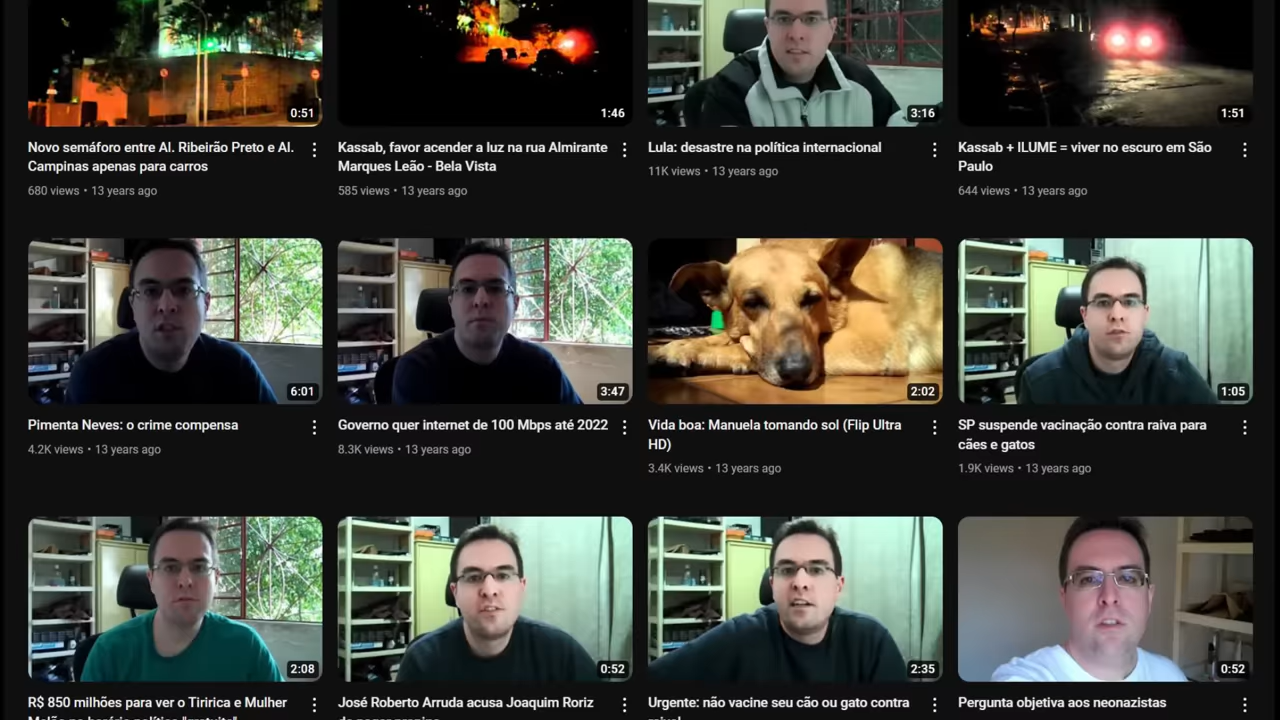 0:51
1:46
3:16
1:51
Novo semáforo entre Al. Ribeirão Preto e Al.
Campinas apenas para carros
680 views • 13 years ago
Kassab, favor acender a luz na rua Almirante
Marques Leão - Bela Vista
585 views • 13 years ago
Lula: desastre na política internacional
11K views • 13 years ago
Kassab + ILUME = viver no escuro em São
Paulo
644 views • 13 years ago
6:01
3:47
2:02
1:05
Pimenta Neves: o crime compensa
4.2K views • 13 years ago
Governo quer internet de 100 Mbps até 2022
8.3K views • 13 years ago
Vida boa: Manuela tomando sol (Flip Ultra
HD)
3.4K views • 13 years ago
SP suspende vacinação contra raiva para
cães e gatos
1.9K views • 13 years ago
2:08
0:52
2:35
0:52
R$ 850 milhões para ver o Tiririca e Mulher
Melão no horário político "gratuito"
José Roberto Arruda acusa Joaquim Roriz
Urgente: não vacine seu cão ou gato contra
Pergunta objetiva aos neonazistas